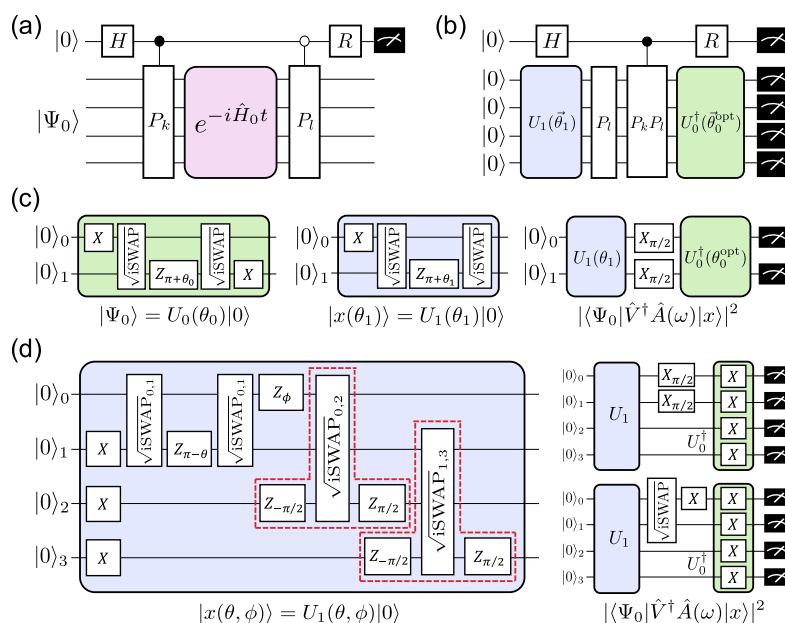 (a)
|0⟩ H R
|Ψ₀⟩ Pₖ e^{-iĤ₀t} Pₗ
(b)
|0⟩ H R
|0⟩
|0⟩
|0⟩
|0⟩
U₁(θ⃗₁) Pₗ PₖPₗ U₀†(θ⃗₀^opt)
(c)
|0⟩₀ X √iSWAP √iSWAP
|0⟩₁ Z_{π+θ₀} X
|Ψ₀⟩ = U₀(θ₀)|0⟩
|0⟩₀ X √iSWAP √iSWAP
|0⟩₁ Z_{π+θ₁}
|x(θ₁)⟩ = U₁(θ₁)|0⟩
|0⟩₀ X_{π/2}
|0⟩₁ X_{π/2}
U₁(θ₁) U₀†(θ₀^opt)
|⟨Ψ₀|V̂†Â(ω)|x⟩|²
(d)
|0⟩₀ √iSWAP₀,₁ √iSWAP₀,₁ Z_ϕ √iSWAP₀,₂
|0⟩₁ X Z_{π−θ} √iSWAP₁,₃
|0⟩₂ X Z_{−π/2} Z_{π/2}
|0⟩₃ X Z_{−π/2} Z_{π/2}
|x(θ, ϕ)⟩ = U₁(θ, ϕ)|0⟩
|0⟩₀ X_{π/2} X
|0⟩₁ U₁ X_{π/2} X
|0⟩₂ U₀† X
|0⟩₃ X
|0⟩₀ √iSWAP X X
|0⟩₁ U₁ X
|0⟩₂ U₀† X
|0⟩₃ X
|⟨Ψ₀|V̂†Â(ω)|x⟩|²